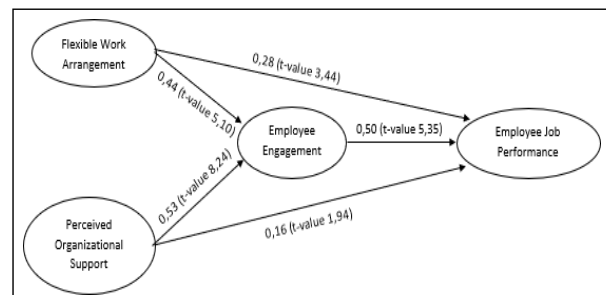 Flexible Work
Arrangement
0,28 (t-value 3,44)
0,44 (t-value 5,10)
Employee
Engagement
0,50 (t-value 5,35)
Employee Job
Performance
0,53 (t-value 8,24)
Perceived
Organizational
Support
0,16 (t-value 1,94)